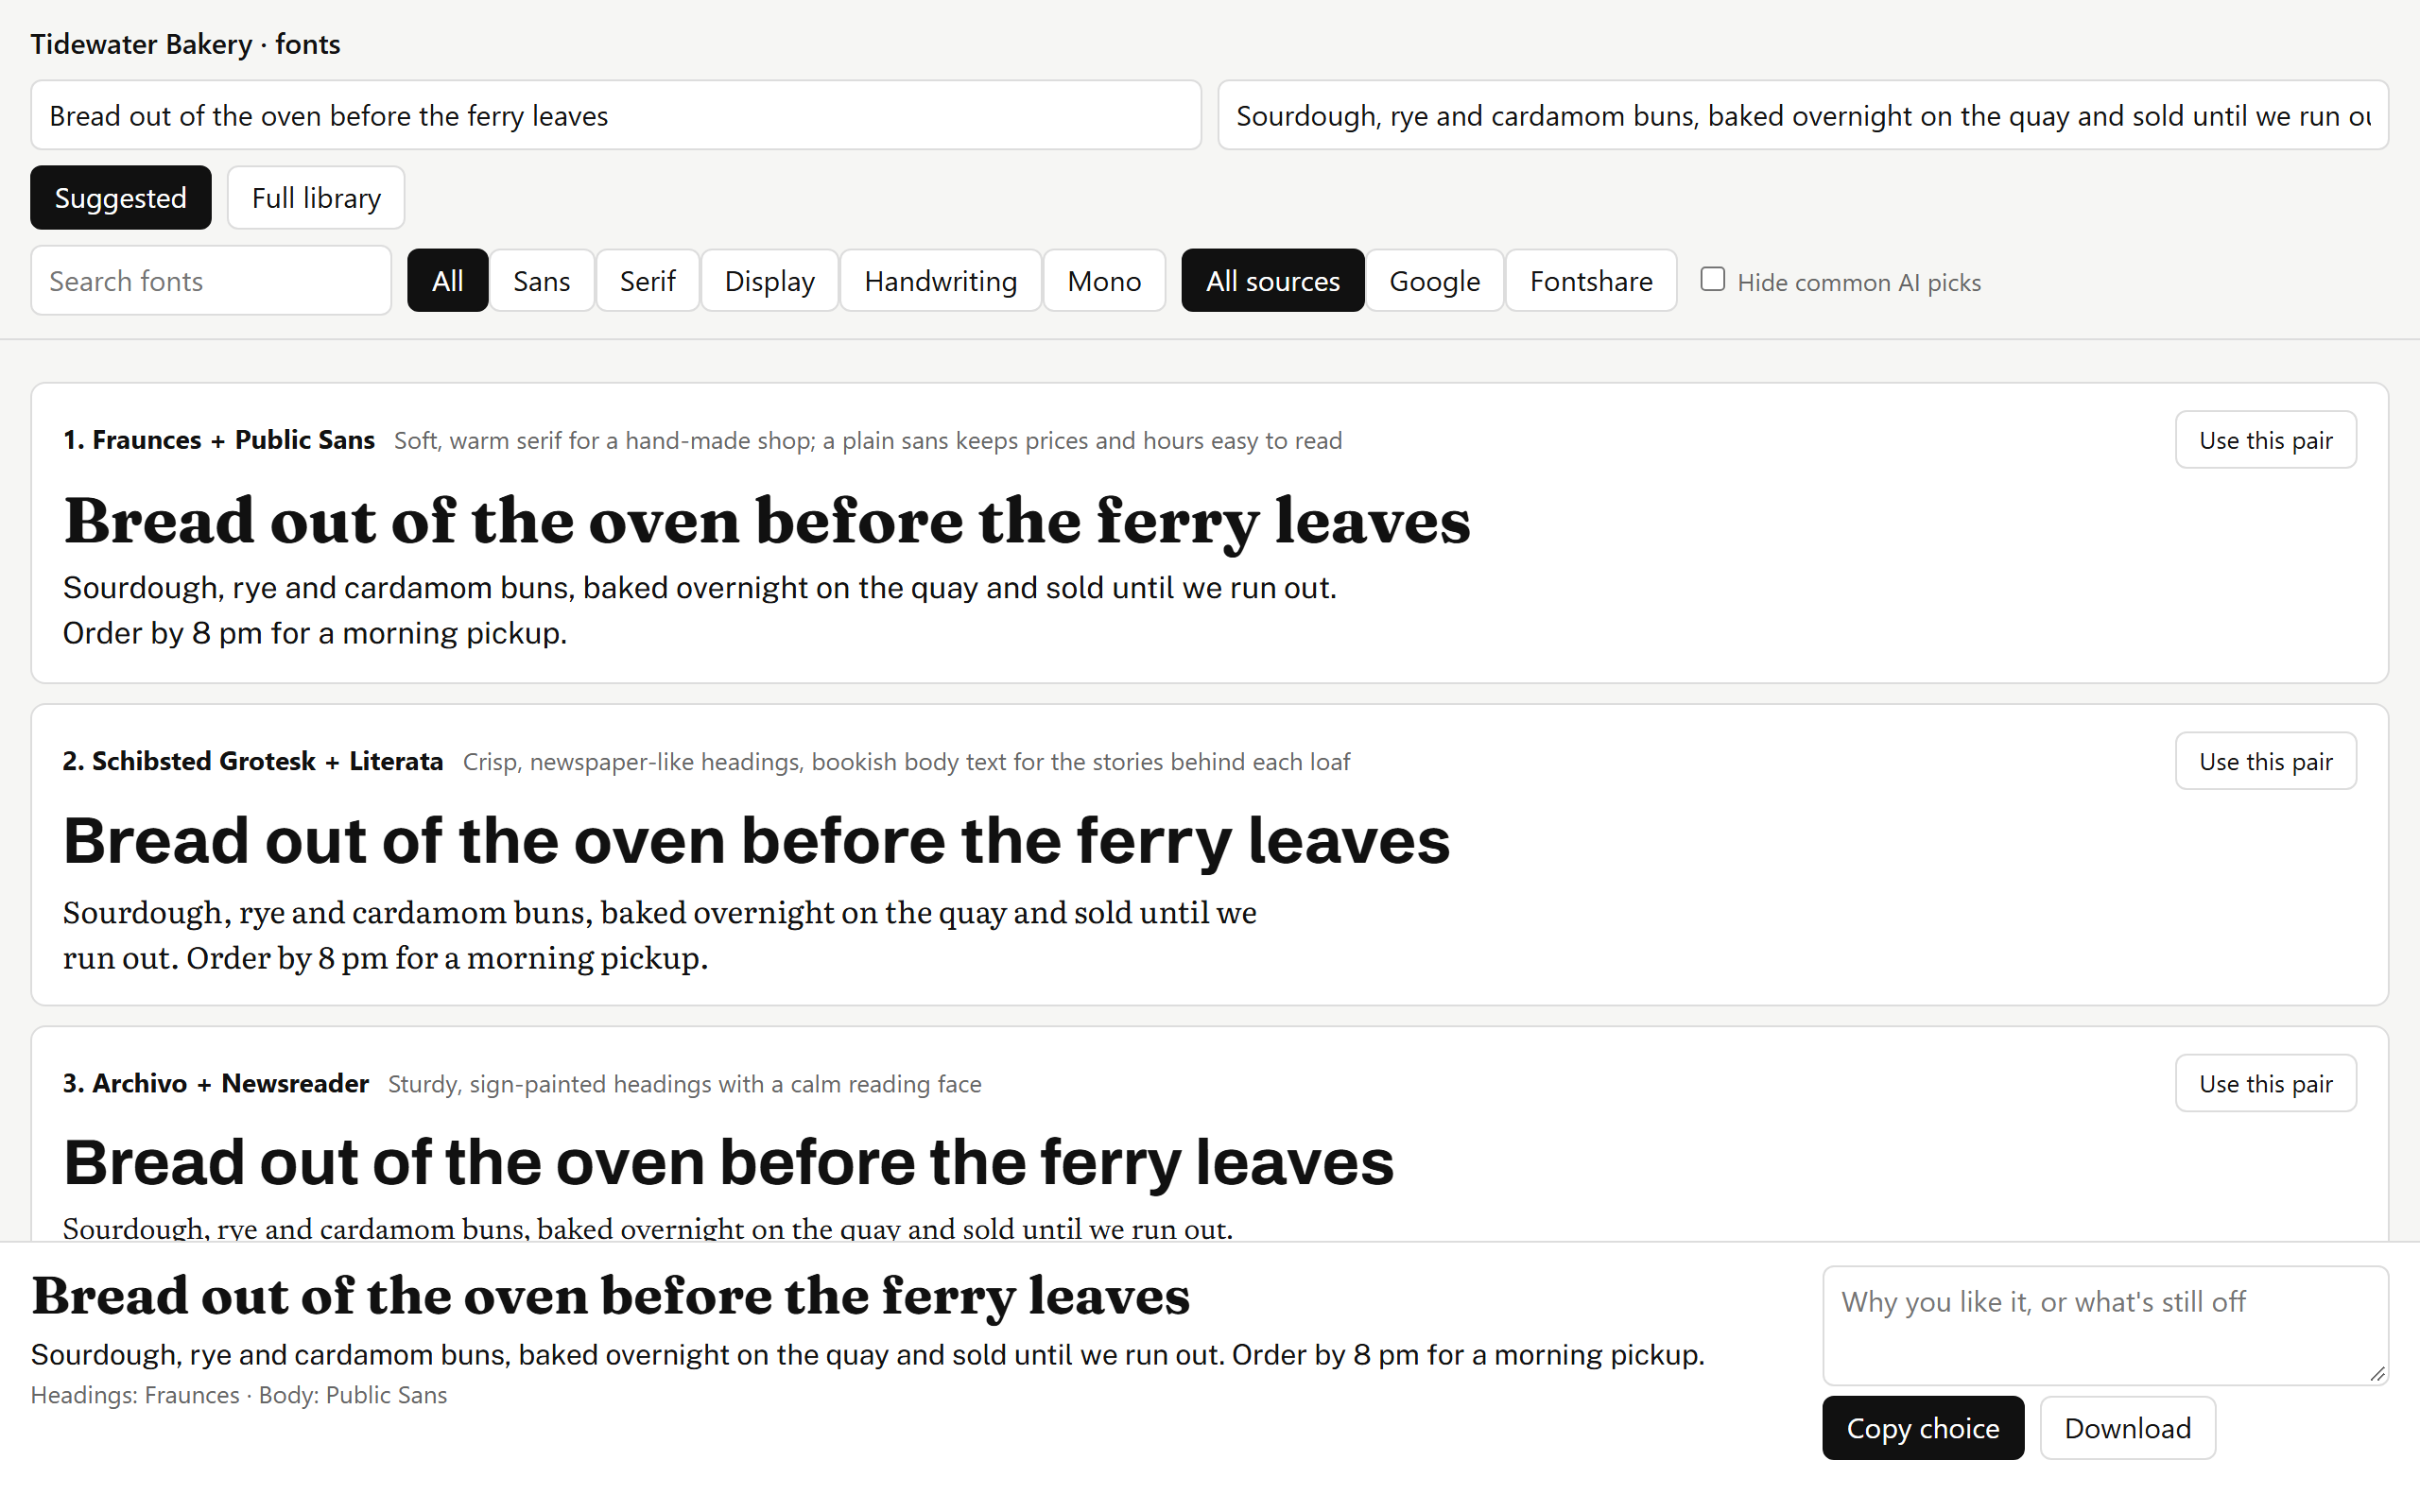 Tidewater Bakery · fonts
Bread out of the oven before the ferry leaves
Sourdough, rye and cardamom buns, baked overnight on the quay and sold until we run
Suggested
Full library
Search fonts
All
Sans
Serif
Display
Handwriting
Mono
All sources
Google
Fontshare
Hide common AI picks
1. Fraunces + Public Sans
Soft, warm serif for a hand-made shop; a plain sans keeps prices and hours easy to read
Use this pair
Bread out of the oven before the ferry leaves
Sourdough, rye and cardamom buns, baked overnight on the quay and sold until we run out.
Order by 8 pm for a morning pickup.
2. Schibsted Grotesk + Literata
Crisp, newspaper-like headings, bookish body text for the stories behind each loaf
Use this pair
Bread out of the oven before the ferry leaves
Sourdough, rye and cardamom buns, baked overnight on the quay and sold until we
run out. Order by 8 pm for a morning pickup.
3. Archivo + Newsreader
Sturdy, sign-painted headings with a calm reading face
Use this pair
Bread out of the oven before the ferry leaves
Sourdough, rye and cardamom buns, baked overnight on the quay and sold until we run out.
Bread out of the oven before the ferry leaves
Sourdough, rye and cardamom buns, baked overnight on the quay and sold until we run out. Order by 8 pm for a morning pickup.
Headings: Fraunces · Body: Public Sans
Why you like it, or what's still off
Copy choice
Download